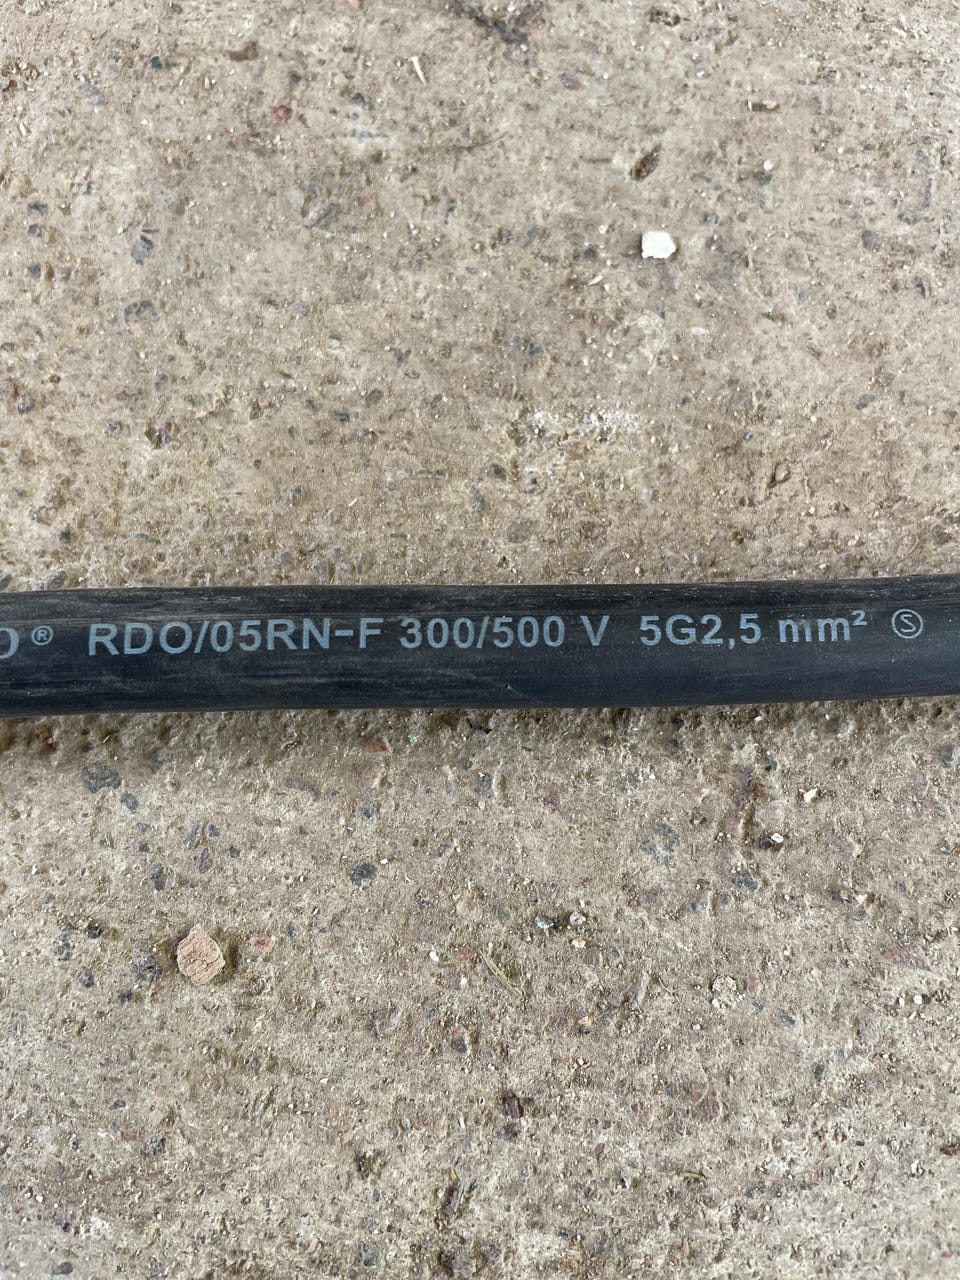 O® RDO/05RN-F 300/500 V 5G2,5 mm² Ⓢ